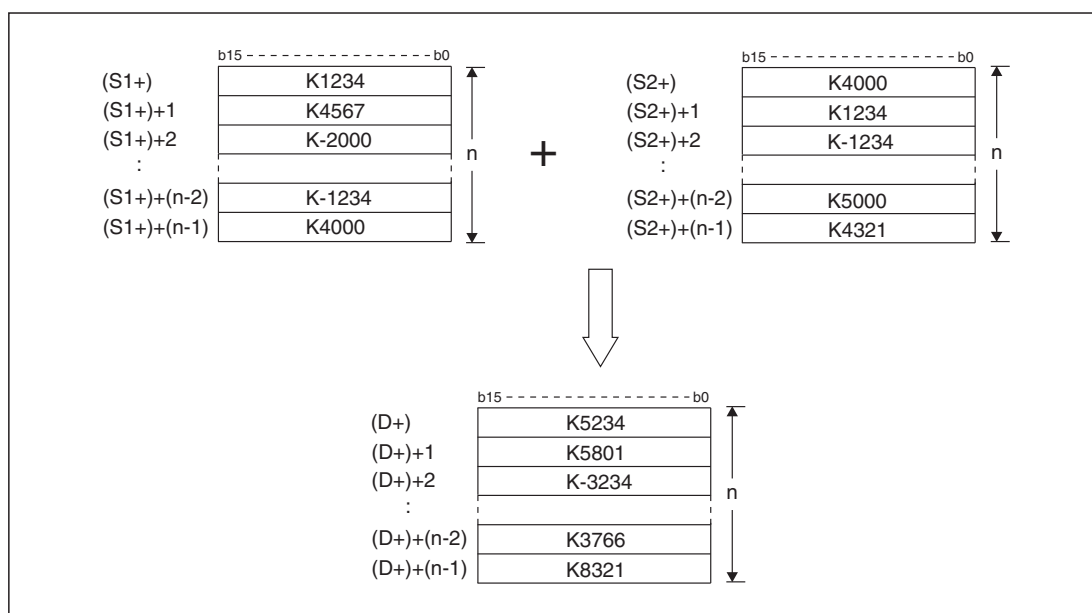 b15 - - - - - - - - - - - - - - - - b0
(S1+) K1234
(S1+)+1 K4567
(S1+)+2 K-2000
:
(S1+)+(n-2) K-1234
(S1+)+(n-1) K4000
n
+
b15 - - - - - - - - - - - - - - - - b0
(S2+) K4000
(S2+)+1 K1234
(S2+)+2 K-1234
:
(S2+)+(n-2) K5000
(S2+)+(n-1) K4321
n
b15 - - - - - - - - - - - - - - - - b0
(D+) K5234
(D+)+1 K5801
(D+)+2 K-3234
:
(D+)+(n-2) K3766
(D+)+(n-1) K8321
n